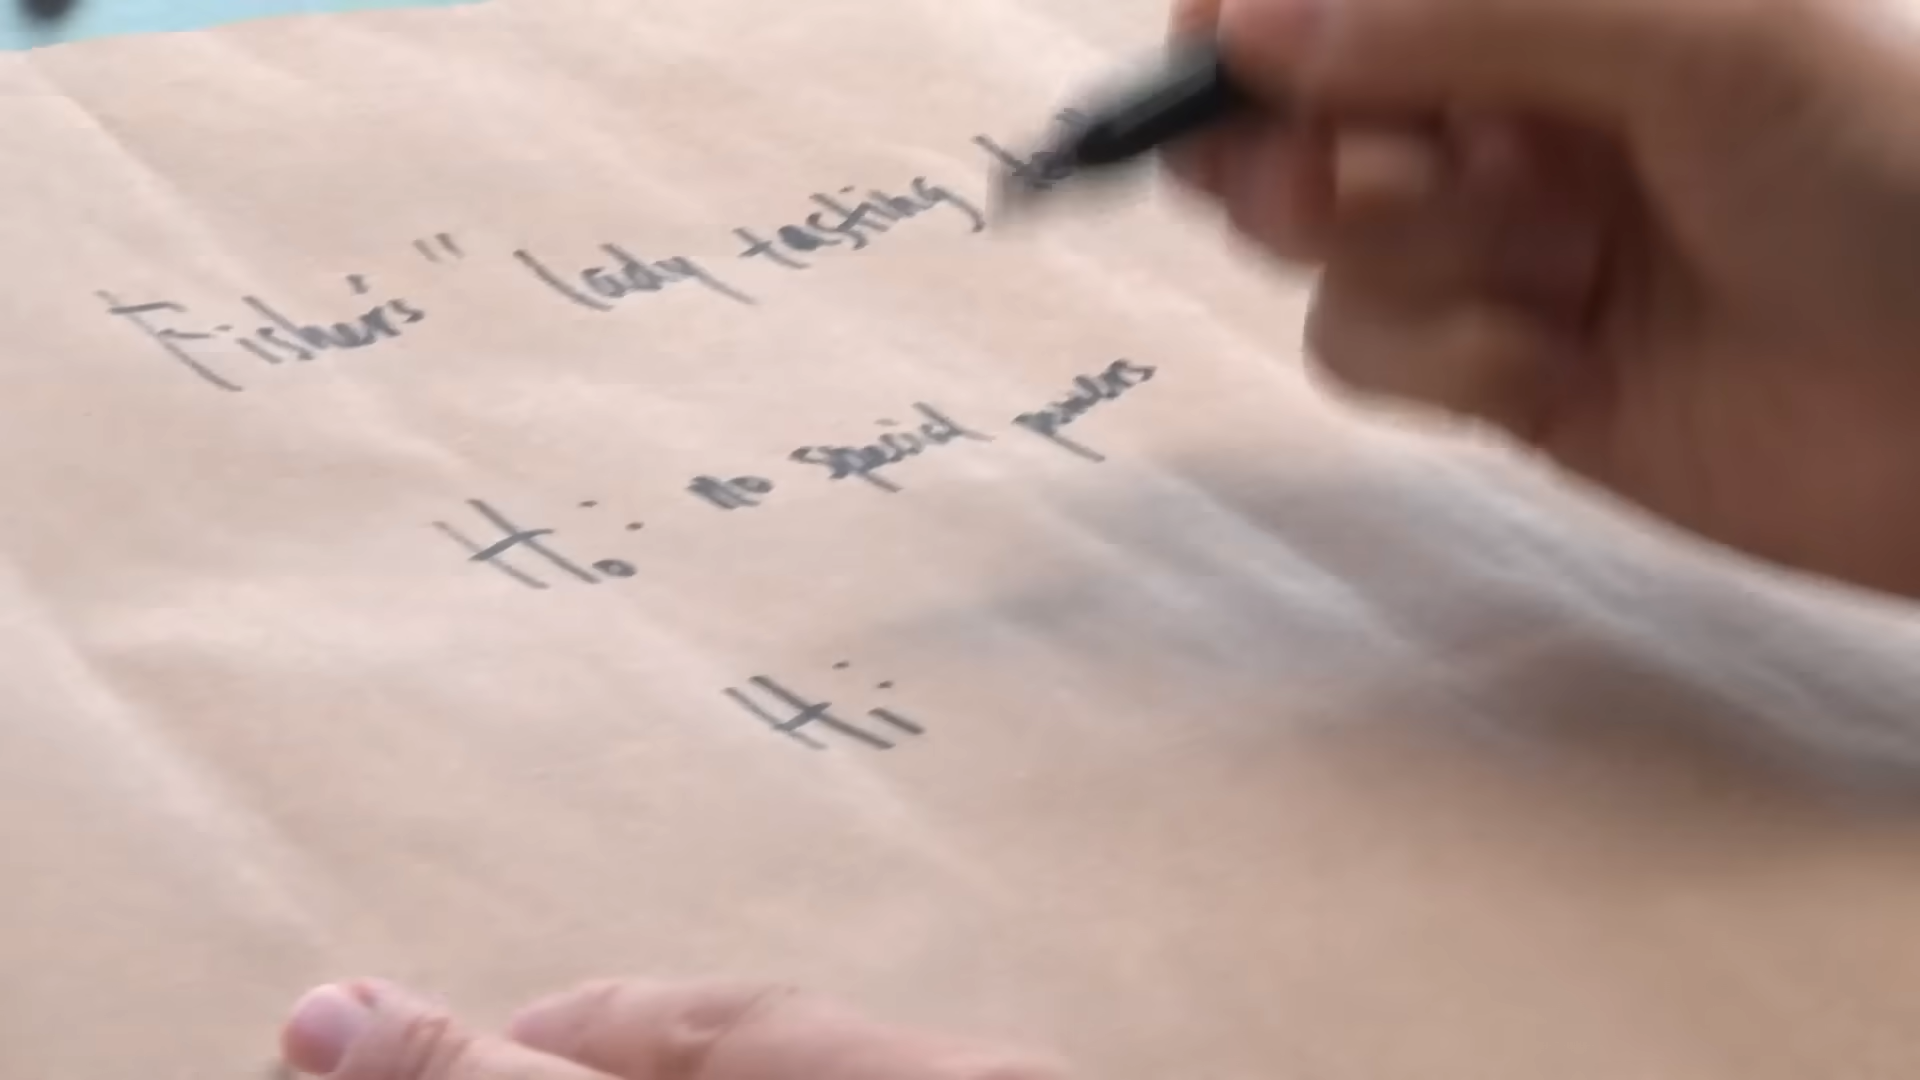 Fisher's "lady tasting
H₀: no special powers
H₁: